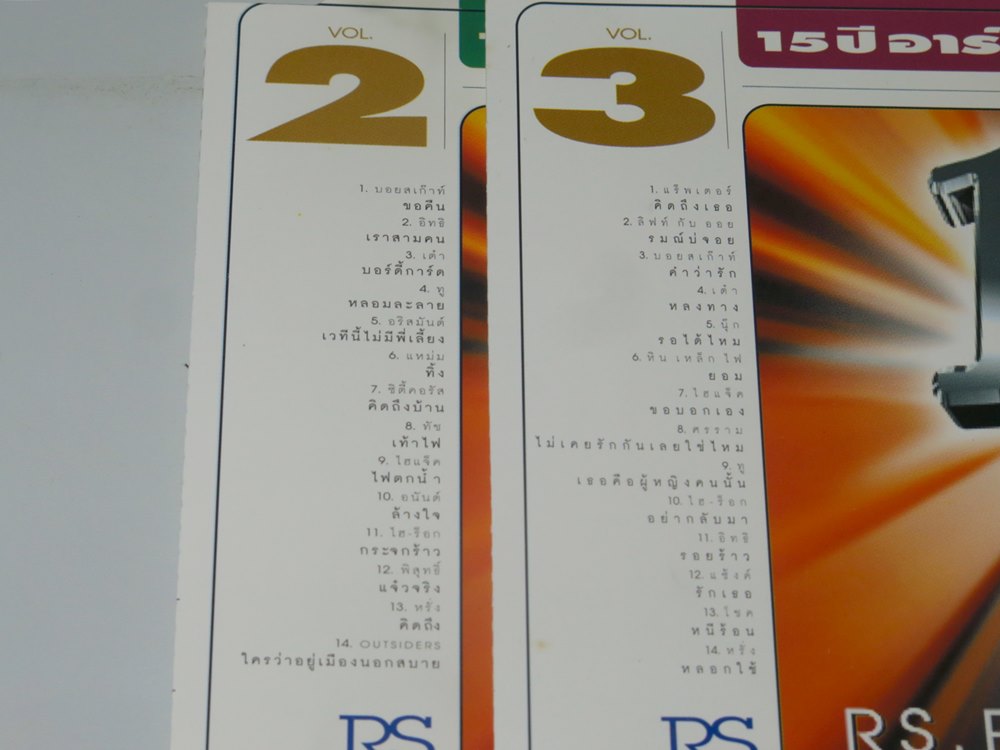 VOL.
2
1. บอยสเก๊าท์
ขอคืน
2. อิทธิ
เราสามคน
3. เต๋า
บอร์ดี้การ์ด
4. ทู
หลอมละลาย
5. อริสมันต์
เวทีนี้ไม่มีพี่เลี้ยง
6. แหม่ม
ทิ้ง
7. ซิตี้คอรัส
คิดถึงบ้าน
8. ทัช
เท้าไฟ
9. ไฮแจ็ค
ไฟตกน้ำ
10. อนันต์
ล้างใจ
11. ไฮ-ร็อก
กระจกร้าว
12. พิสุทธิ์
แจ๋วจริง
13. หรั่ง
คิดถึง
14. OUTSIDERS
ใครว่าอยู่เมืองนอกสบาย
RS
VOL.
3
1. แร็พเตอร์
คิดถึงเธอ
2. ลิฟท์ กับ ออย
รมณ์บ่จอย
3. บอยสเก๊าท์
คำว่ารัก
4. เต๋า
หลงทาง
5. นุ๊ก
รอได้ไหม
6. หิน เหล็ก ไฟ
ยอม
7. ไฮแจ็ค
ขอบอกเอง
8. ศรราม
ไม่เคยรักกันเลยใช่ไหม
9. ทู
เธอคือผู้หญิงคนนั้น
10. ไฮ-ร็อก
อย่ากลับมา
11. อิทธิ
รอยร้าว
12. แซ้งค์
รักเธอ
13. โชค
หนีร้อน
14. หรั่ง
หลอกใช้
RS
15ปีอาร์
RS.